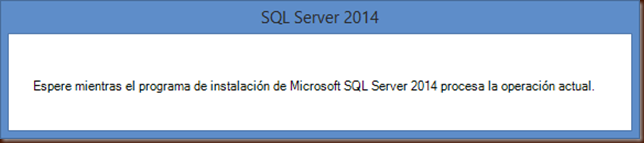 SQL Server 2014
Espere mientras el programa de instalación de Microsoft SQL Server 2014 procesa la operación actual.